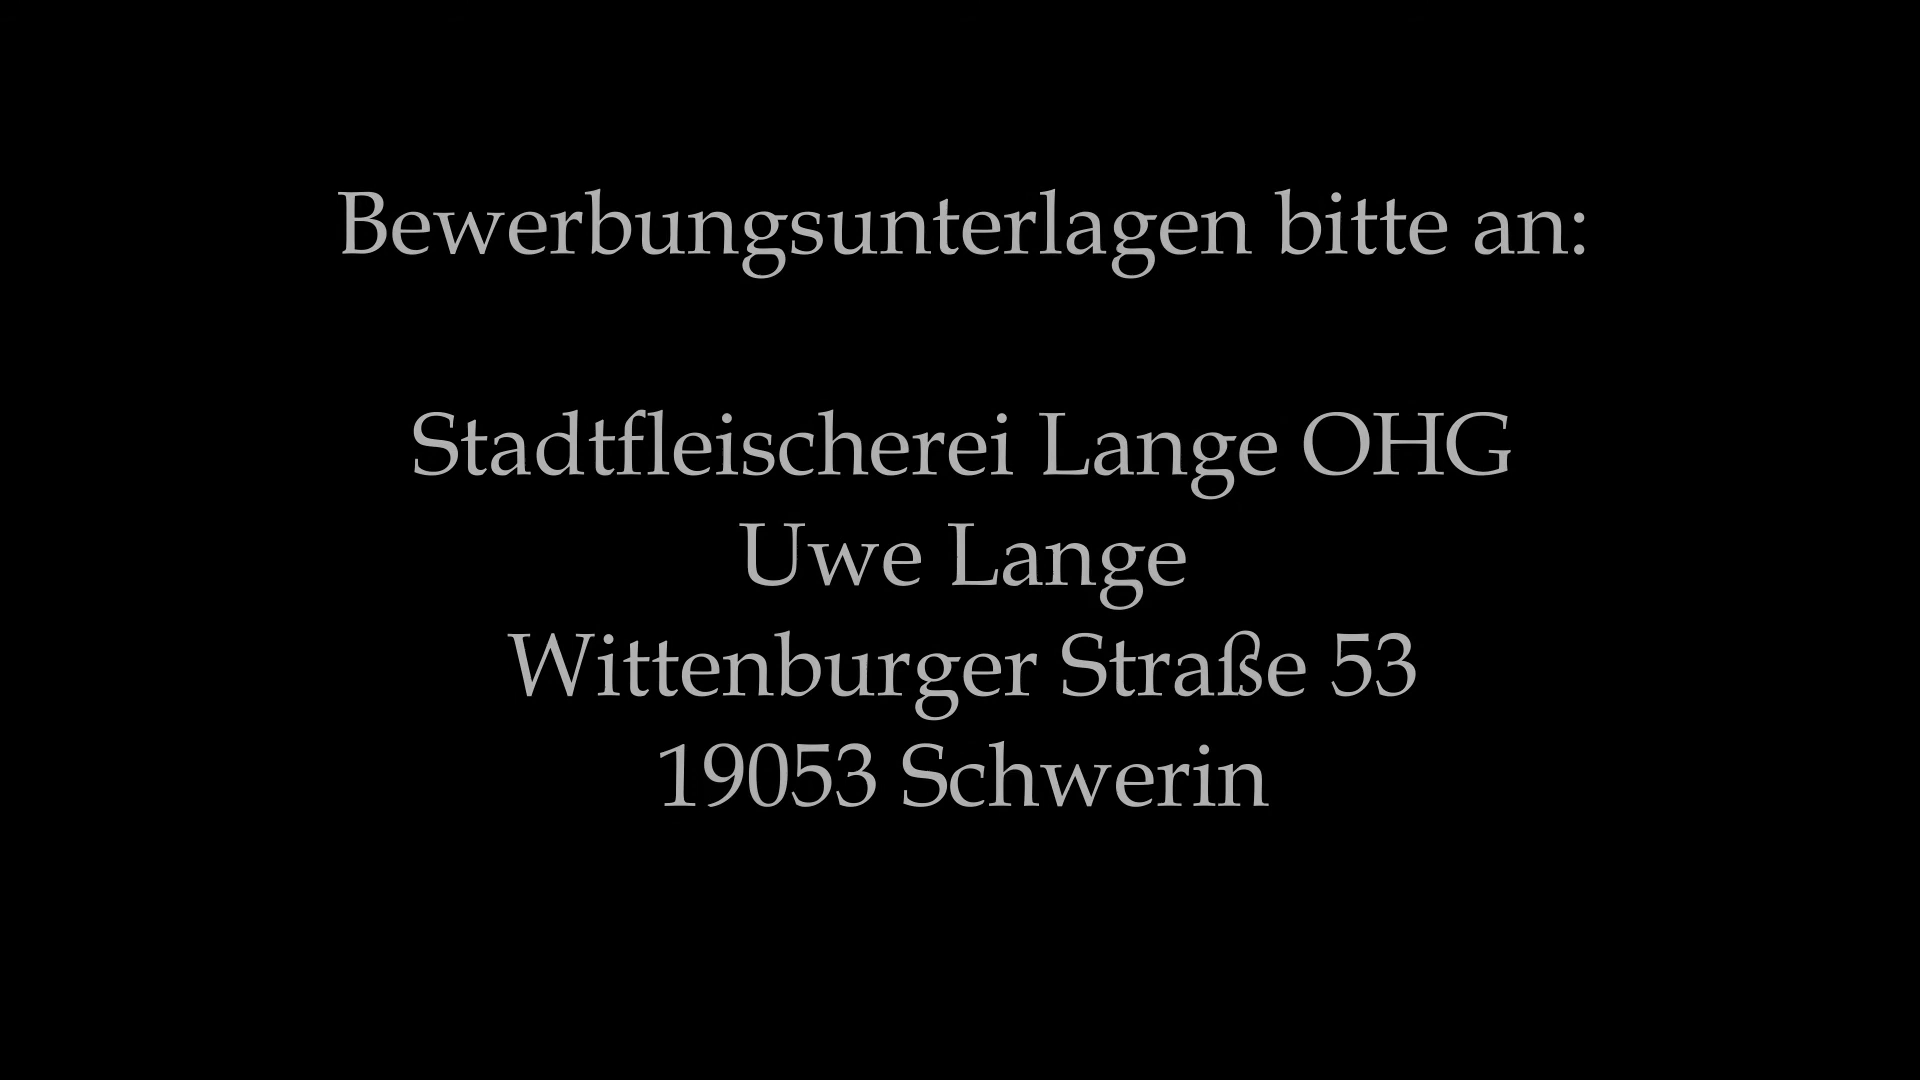 Bewerbungsunterlagen bitte an:
Stadtfleischerei Lange OHG
Uwe Lange
Wittenburger Straße 53
19053 Schwerin